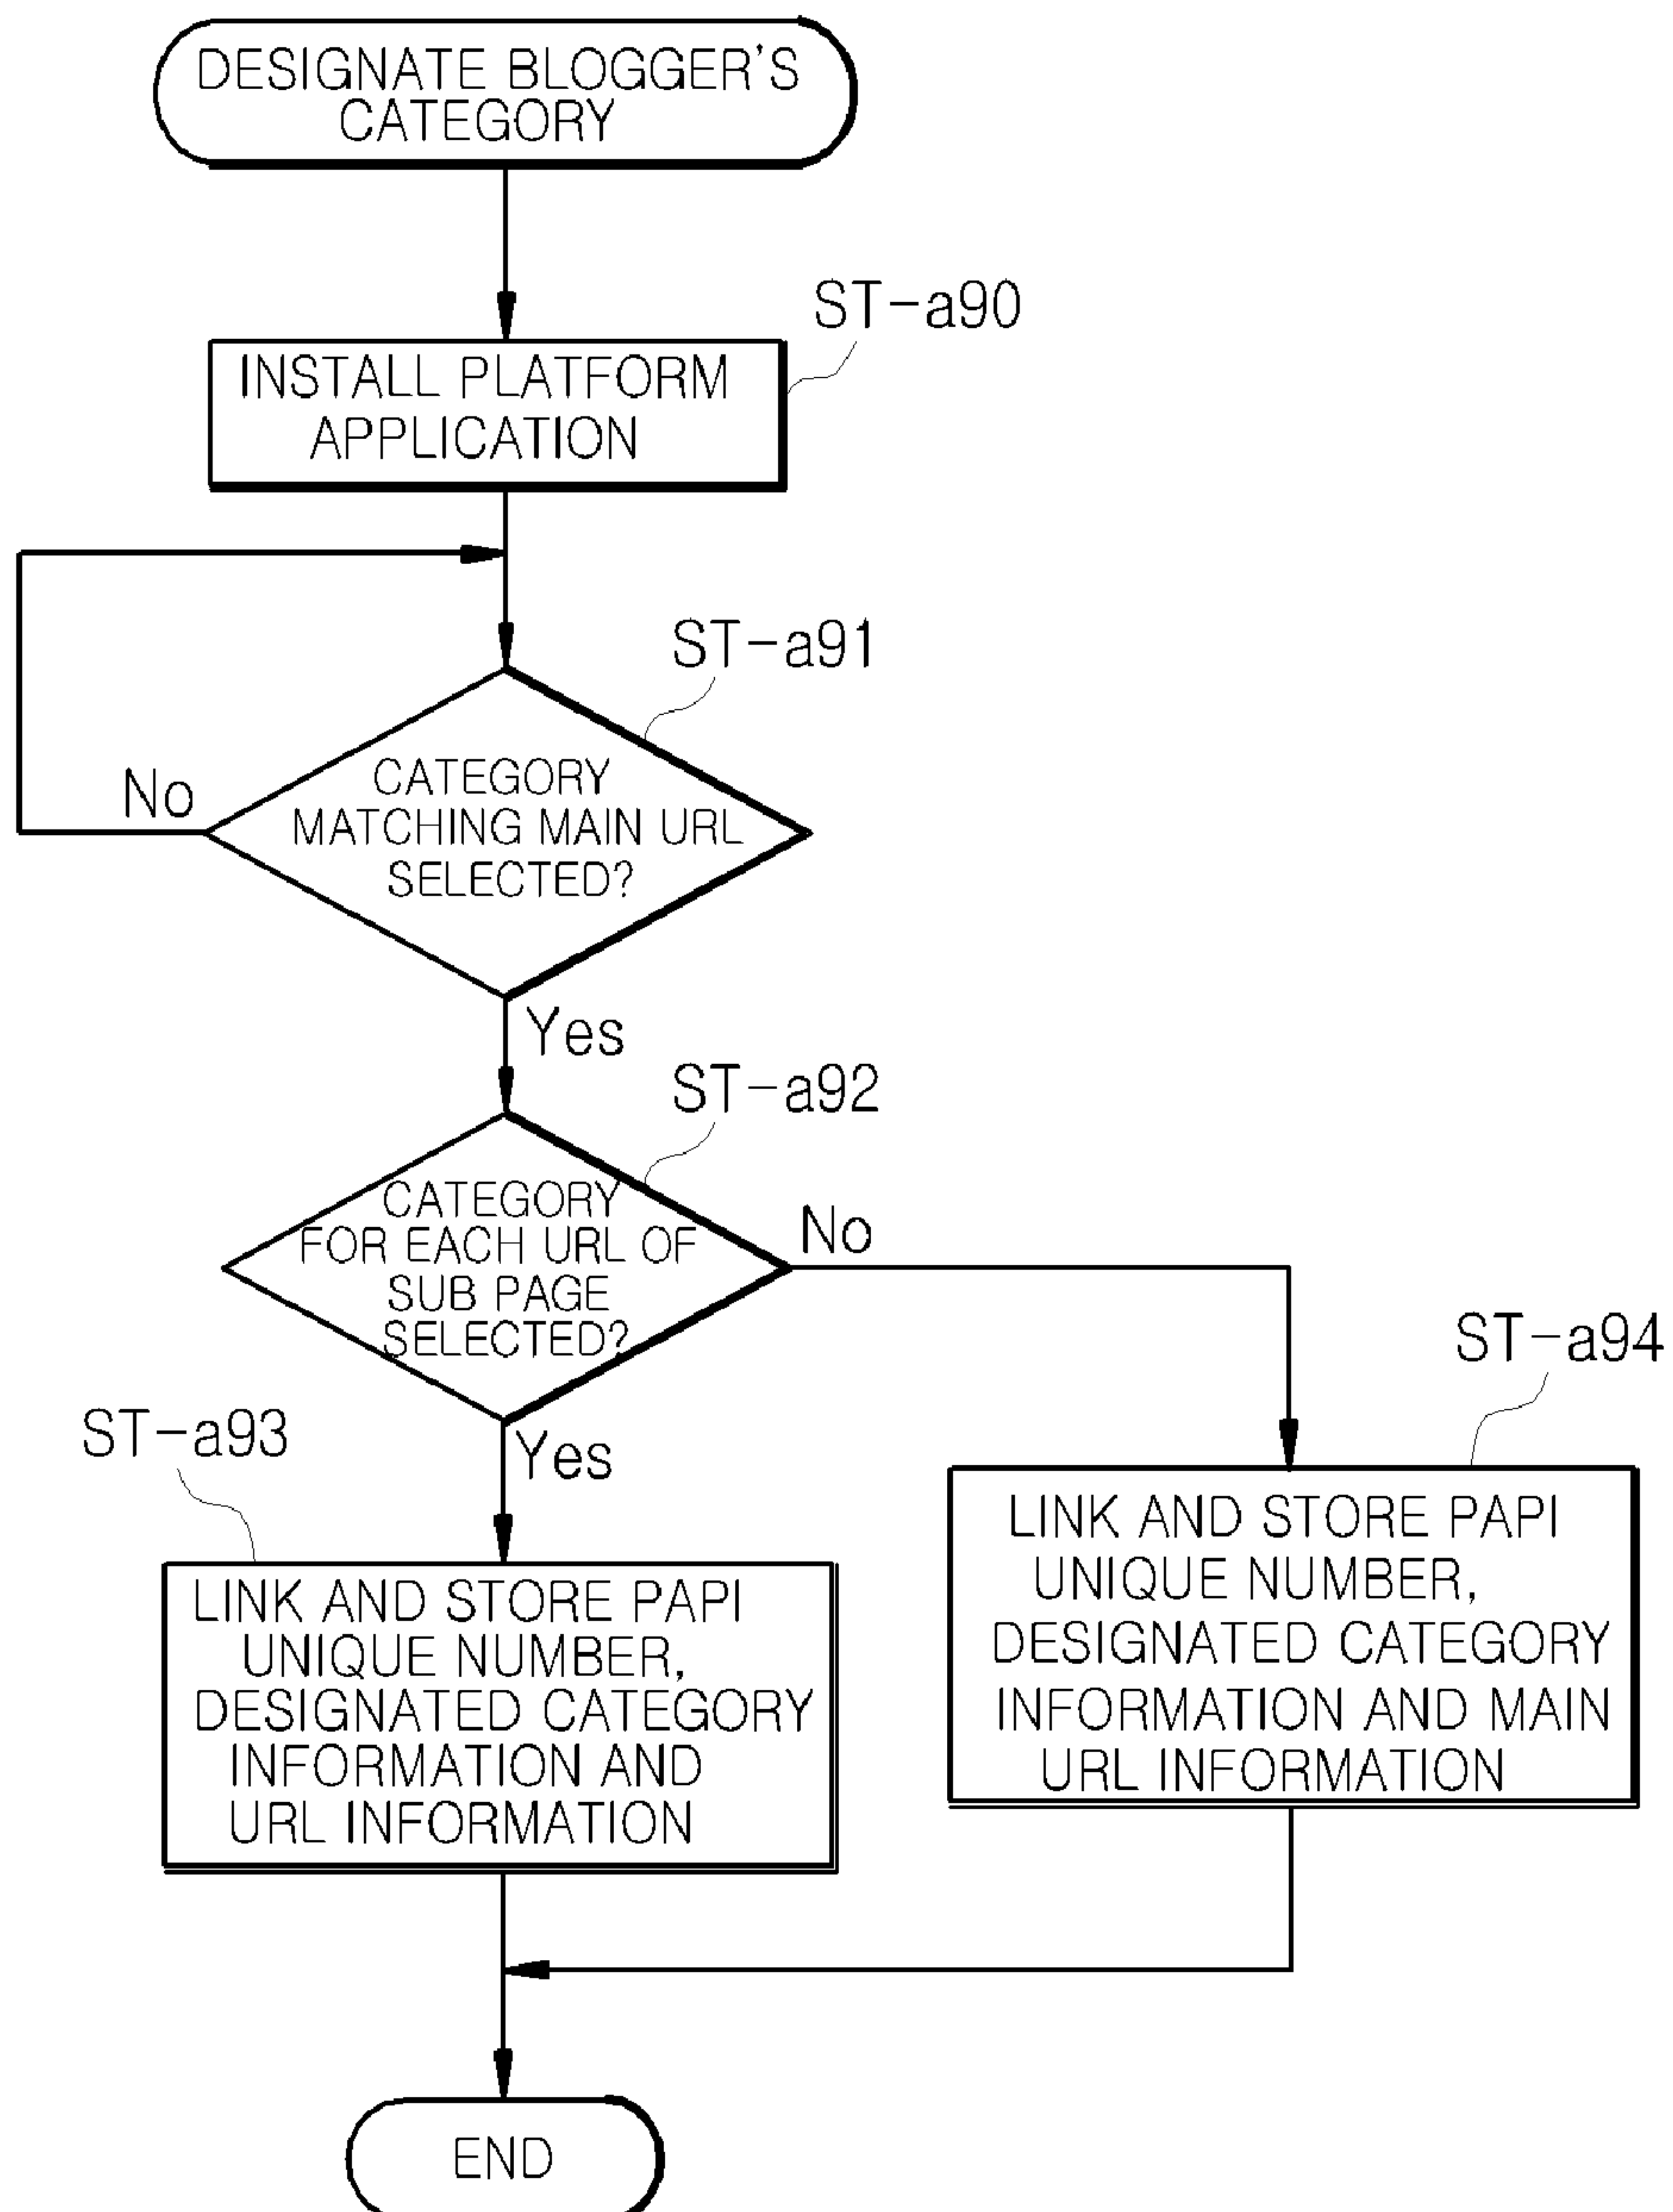 DESIGNATE BLOGGER'S
CATEGORY
ST-a90
INSTALL PLATFORM
APPLICATION
ST-a91
CATEGORY
MATCHING MAIN URL
SELECTED?
No
Yes
ST-a92
CATEGORY
FOR EACH URL OF
SUB PAGE
SELECTED?
No
Yes
ST-a93
LINK AND STORE PAPI
UNIQUE NUMBER,
DESIGNATED CATEGORY
INFORMATION AND
URL INFORMATION
ST-a94
LINK AND STORE PAPI
UNIQUE NUMBER,
DESIGNATED CATEGORY
INFORMATION AND MAIN
URL INFORMATION
END